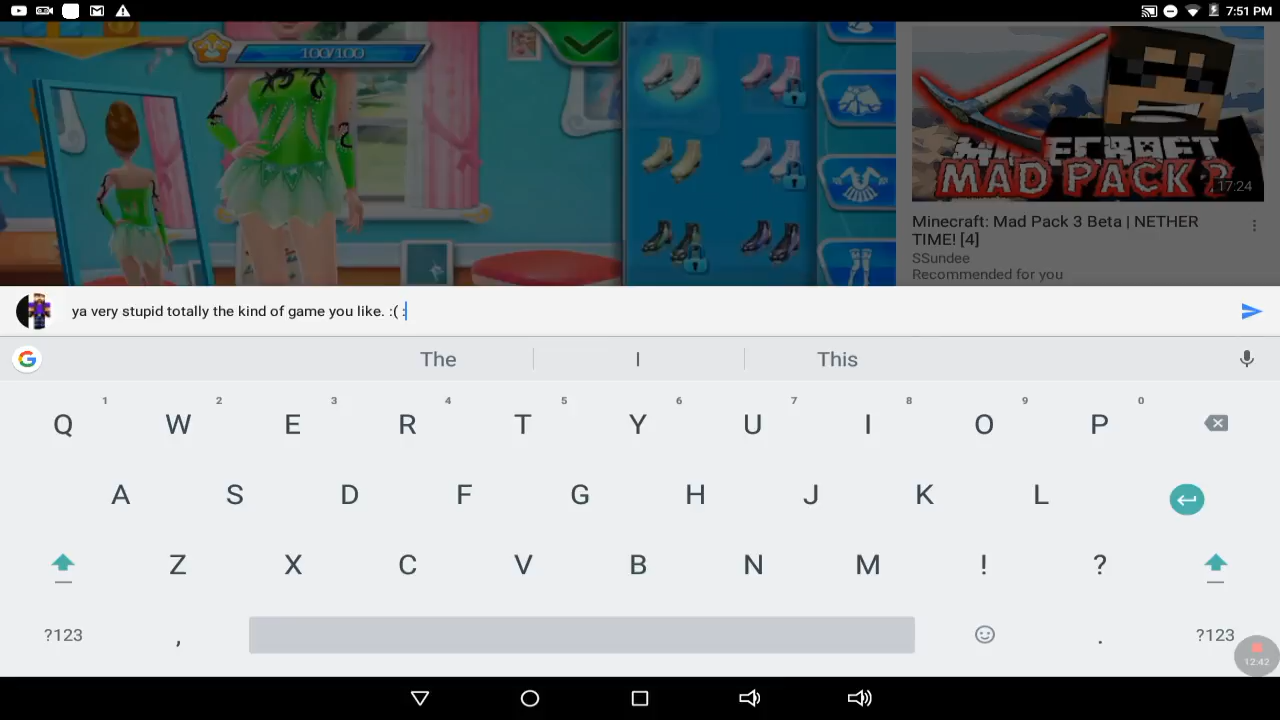 7:51 PM
100/100
MINECRAFT
MAD PACK 3
17:24
Minecraft: Mad Pack 3 Beta | NETHER
TIME! [4]
SSundee
Recommended for you
ya very stupid totally the kind of game you like. :( :
The I This
1 2 3 4 5 6 7 8 9 0
Q W E R T Y U I O P
A S D F G H J K L
Z X C V B N M ! ?
?123 , . ?123
12:42